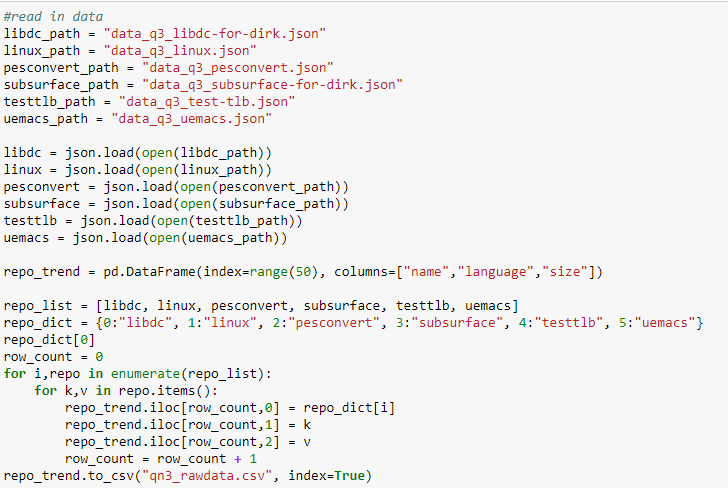 #read in data
libdc_path = "data_q3_libdc-for-dirk.json"
linux_path = "data_q3_linux.json"
pesconvert_path = "data_q3_pesconvert.json"
subsurface_path = "data_q3_subsurface-for-dirk.json"
testtlb_path = "data_q3_test-tlb.json"
uemacs_path = "data_q3_uemacs.json"

libdc = json.load(open(libdc_path))
linux = json.load(open(linux_path))
pesconvert = json.load(open(pesconvert_path))
subsurface = json.load(open(subsurface_path))
testtlb = json.load(open(testtlb_path))
uemacs = json.load(open(uemacs_path))

repo_trend = pd.DataFrame(index=range(50), columns=["name","language","size"])

repo_list = [libdc, linux, pesconvert, subsurface, testtlb, uemacs]
repo_dict = {0:"libdc", 1:"linux", 2:"pesconvert", 3:"subsurface", 4:"testtlb", 5:"uemacs"}
repo_dict[0]
row_count = 0
for i,repo in enumerate(repo_list):
    for k,v in repo.items():
        repo_trend.iloc[row_count,0] = repo_dict[i]
        repo_trend.iloc[row_count,1] = k
        repo_trend.iloc[row_count,2] = v
        row_count = row_count + 1
repo_trend.to_csv("qn3_rawdata.csv", index=True)